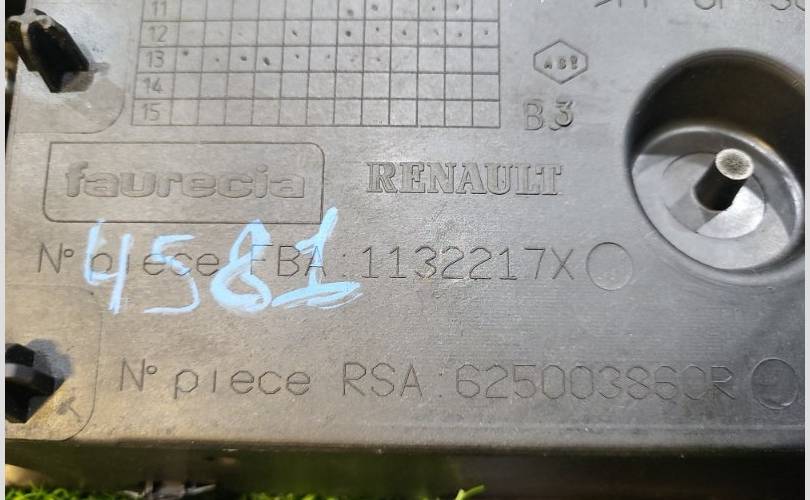 11
12
13
14
15
B3
faurecia RENAULT
N° piece FBA : 1132217X
4581
N° piece RSA : 625003860R